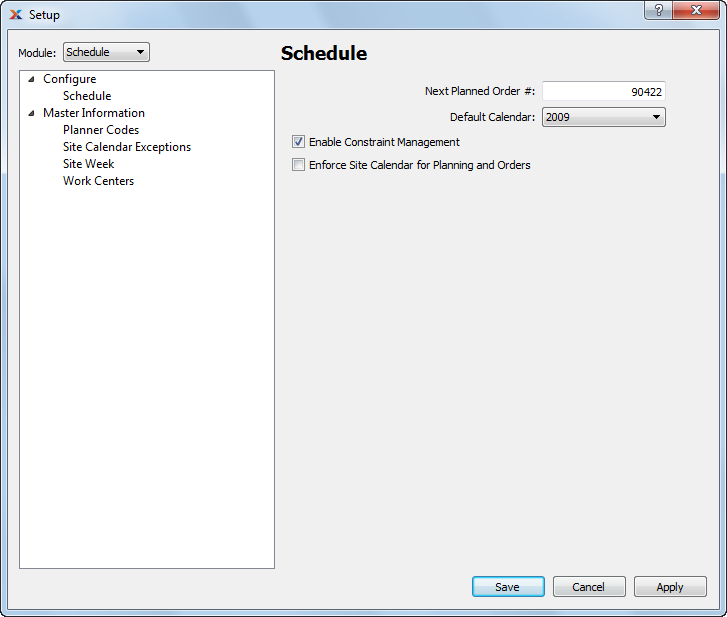 Setup
?
Module: Schedule
Configure
Schedule
Master Information
Planner Codes
Site Calendar Exceptions
Site Week
Work Centers
Schedule
Next Planned Order #: 90422
Default Calendar: 2009
Enable Constraint Management
Enforce Site Calendar for Planning and Orders
Save Cancel Apply